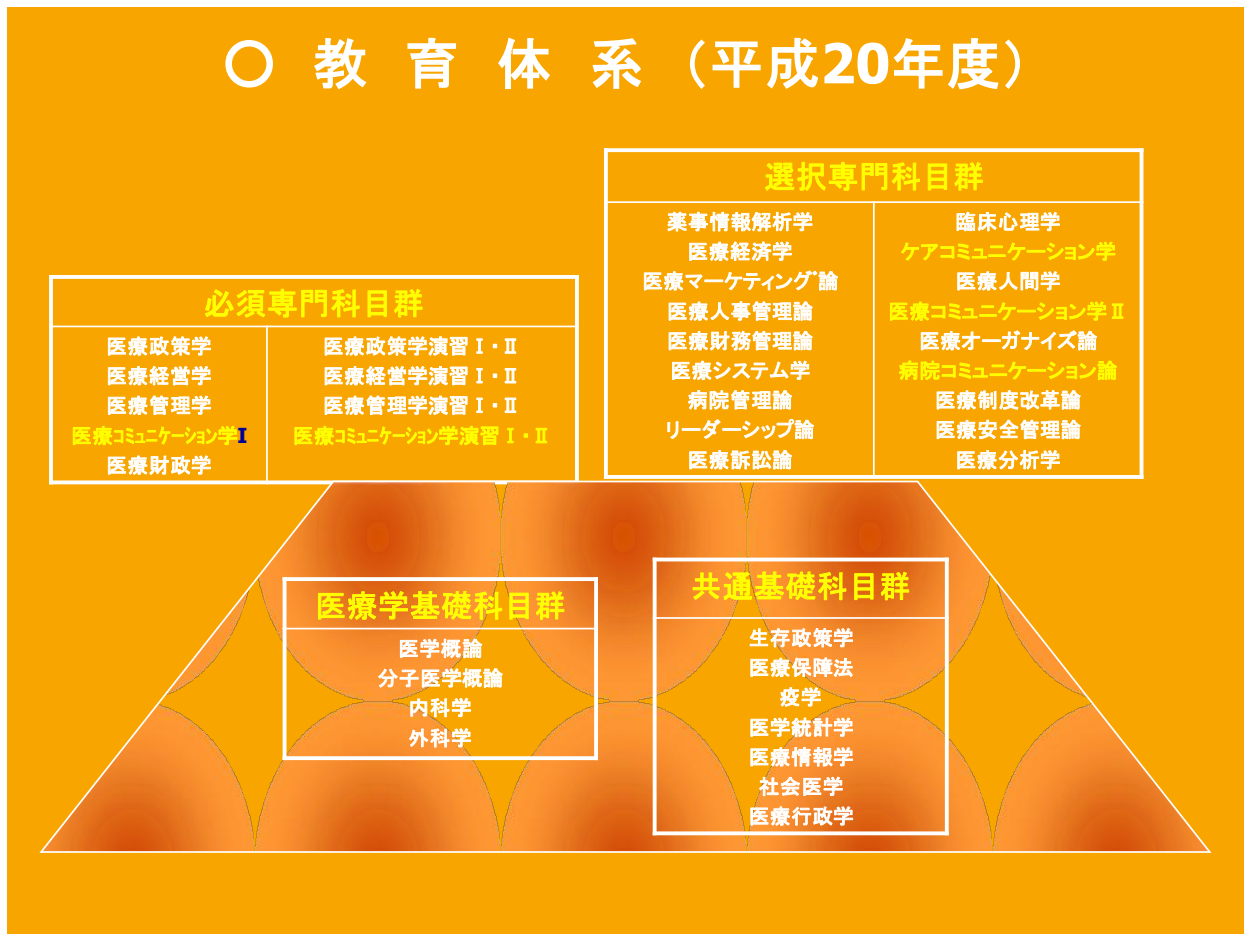 ○ 教 育 体 系 （平成20年度）
選択専門科目群
薬事情報解析学
医療経済学
医療マーケティング論
医療人事管理論
医療財務管理論
医療システム学
病院管理論
リーダーシップ論
医療訴訟論
臨床心理学
ケアコミュニケーション学
医療人間学
医療コミュニケーション学Ⅱ
医療オーガナイズ論
病院コミュニケーション論
医療制度改革論
医療安全管理論
医療分析学
必須専門科目群
医療政策学
医療経営学
医療管理学
医療コミュニケーション学Ⅰ
医療財政学
医療政策学演習Ⅰ・Ⅱ
医療経営学演習Ⅰ・Ⅱ
医療管理学演習Ⅰ・Ⅱ
医療コミュニケーション学演習Ⅰ・Ⅱ
医療学基礎科目群
医学概論
分子医学概論
内科学
外科学
共通基礎科目群
生存政策学
医療保障法
疫学
医学統計学
医療情報学
社会医学
医療行政学